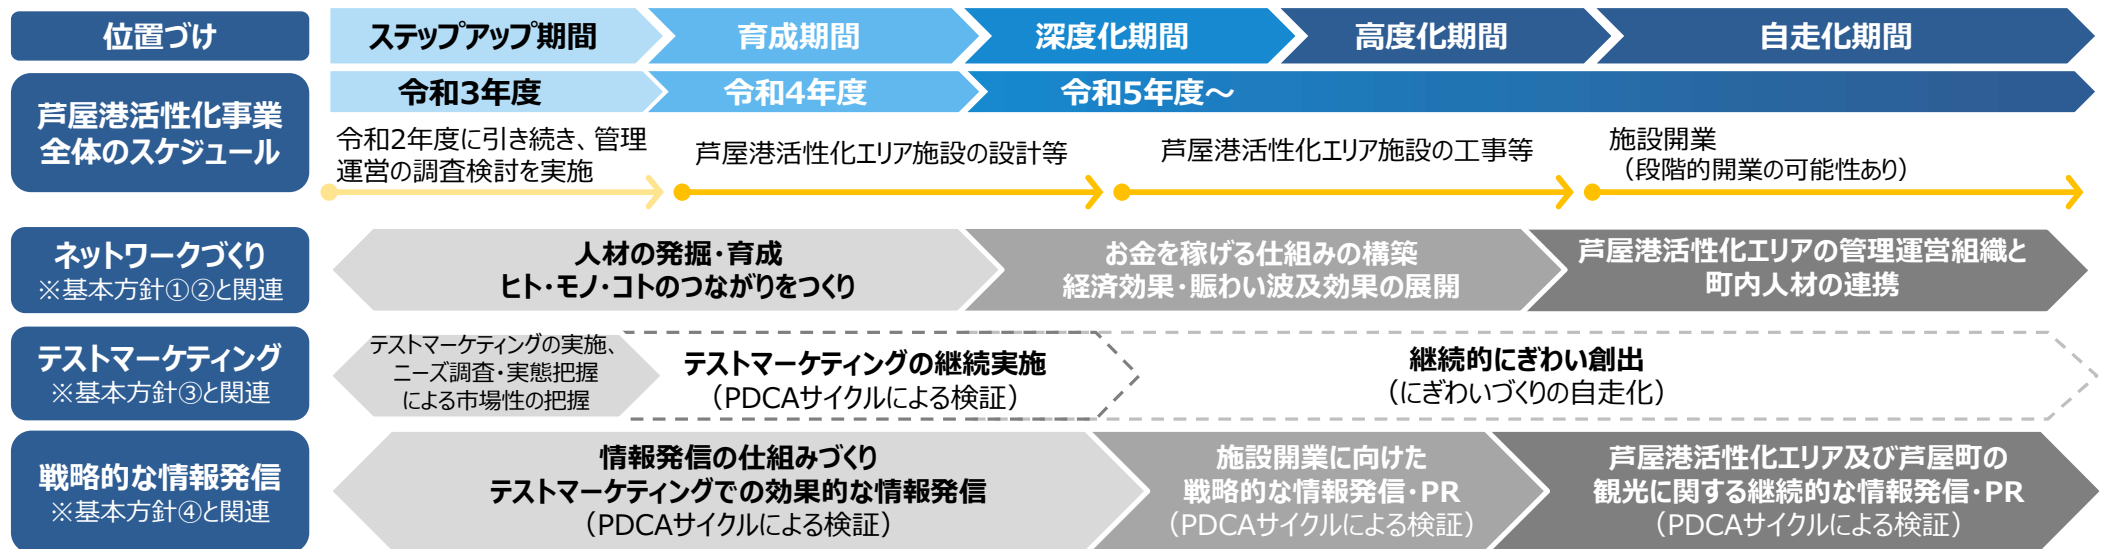 位置づけ
ステップアップ期間
育成期間
深度化期間
高度化期間
自走化期間
芦屋港活性化事業
全体のスケジュール
令和3年度
令和4年度
令和5年度～
令和2年度に引き続き、管理
運営の調査検討を実施
芦屋港活性化エリア施設の設計等
芦屋港活性化エリア施設の工事等
施設開業
（段階的開業の可能性あり）
ネットワークづくり
※基本方針①②と関連
人材の発掘・育成
ヒト・モノ・コトのつながりをつくり
お金を稼げる仕組みの構築
経済効果・賑わい波及効果の展開
芦屋港活性化エリアの管理運営組織と
町内人材の連携
テストマーケティング
※基本方針③と関連
テストマーケティングの実施、
ニーズ調査・実態把握
による市場性の把握
テストマーケティングの継続実施
（PDCAサイクルによる検証）
継続的にぎわい創出
（にぎわいづくりの自走化）
戦略的な情報発信
※基本方針④と関連
情報発信の仕組みづくり
テストマーケティングでの効果的な情報発信
（PDCAサイクルによる検証）
施設開業に向けた
戦略的な情報発信・PR
（PDCAサイクルによる検証）
芦屋港活性化エリア及び芦屋町の
観光に関する継続的な情報発信・PR
（PDCAサイクルによる検証）